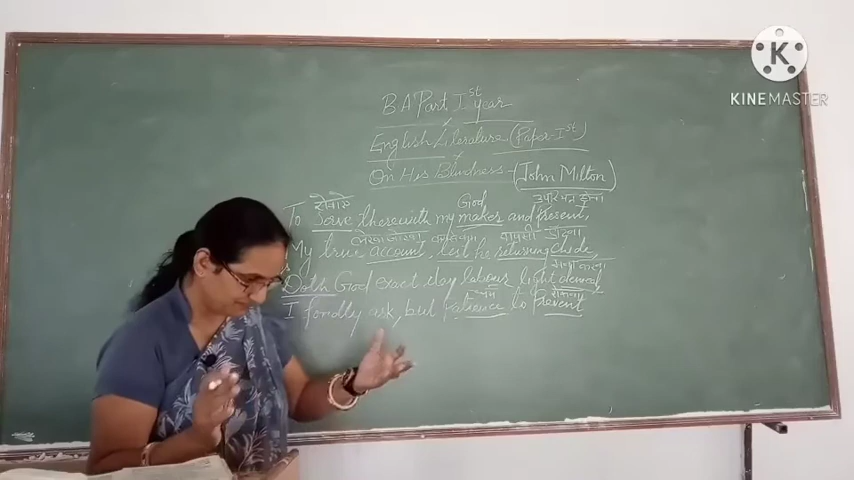 BA Part Ist year
English Literature (Paper-Ist)
On His Blindness - (John Milton)
God
To Serve therewith my maker and present,
My true account, lest he returning Chide,
Doth God exact day labour light denied
I fondly ask, but Patience to Prevent
रोकना
K
KINEMASTER